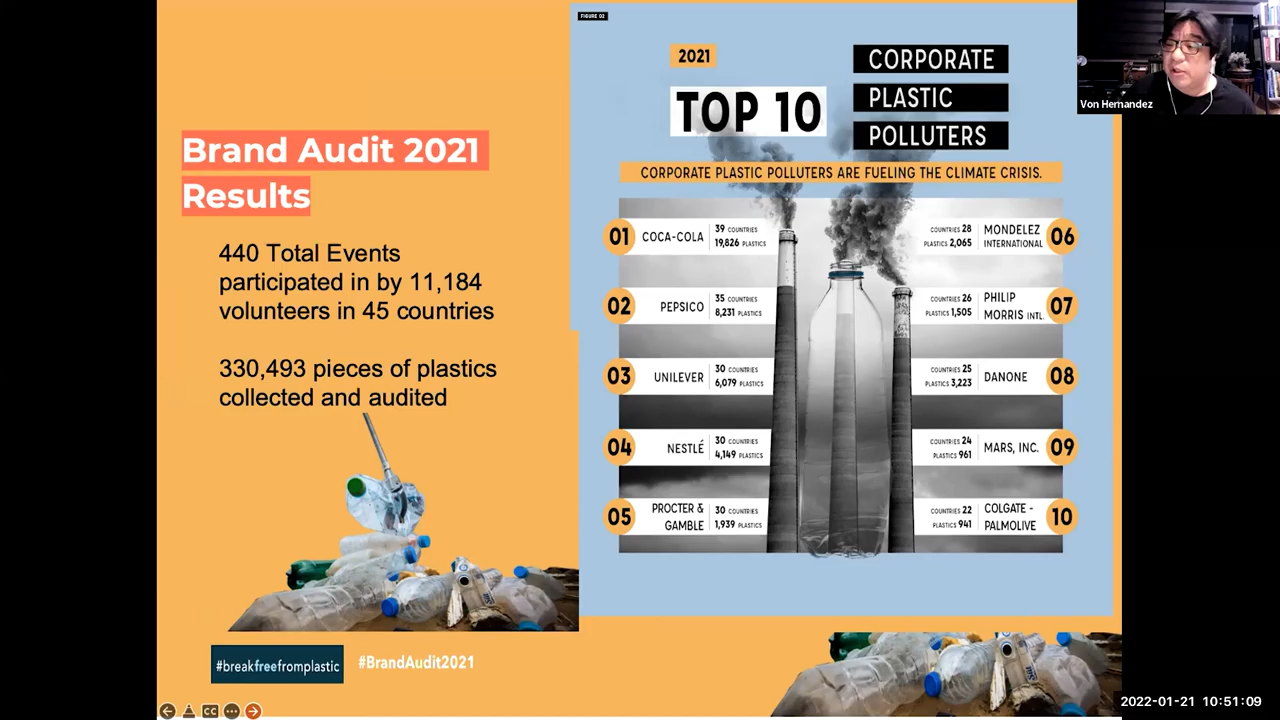 FIGURE 02
2021
TOP 10
CORPORATE
PLASTIC
POLLUTERS
Von Hernandez
Brand Audit 2021
Results
CORPORATE PLASTIC POLLUTERS ARE FUELING THE CLIMATE CRISIS.
440 Total Events
participated in by 11,184
volunteers in 45 countries
330,493 pieces of plastics
collected and audited
01
COCA-COLA
39 COUNTRIES
19,826 PLASTICS
02
PEPSICO
35 COUNTRIES
8,231 PLASTICS
03
UNILEVER
30 COUNTRIES
6,079 PLASTICS
04
NESTLÉ
30 COUNTRIES
4,149 PLASTICS
05
PROCTER &
GAMBLE
30 COUNTRIES
1,939 PLASTICS
COUNTRIES 28
PLASTICS 2,065
MONDELEZ
INTERNATIONAL
06
COUNTRIES 26
PLASTICS 1,505
PHILIP
MORRIS INTL.
07
COUNTRIES 25
PLASTICS 3,223
DANONE
08
COUNTRIES 24
PLASTICS 961
MARS, INC.
09
COUNTRIES 22
PLASTICS 941
COLGATE -
PALMOLIVE
10
#breakfreefromplastic
#BrandAudit2021
CC
2022-01-21 10:51:09